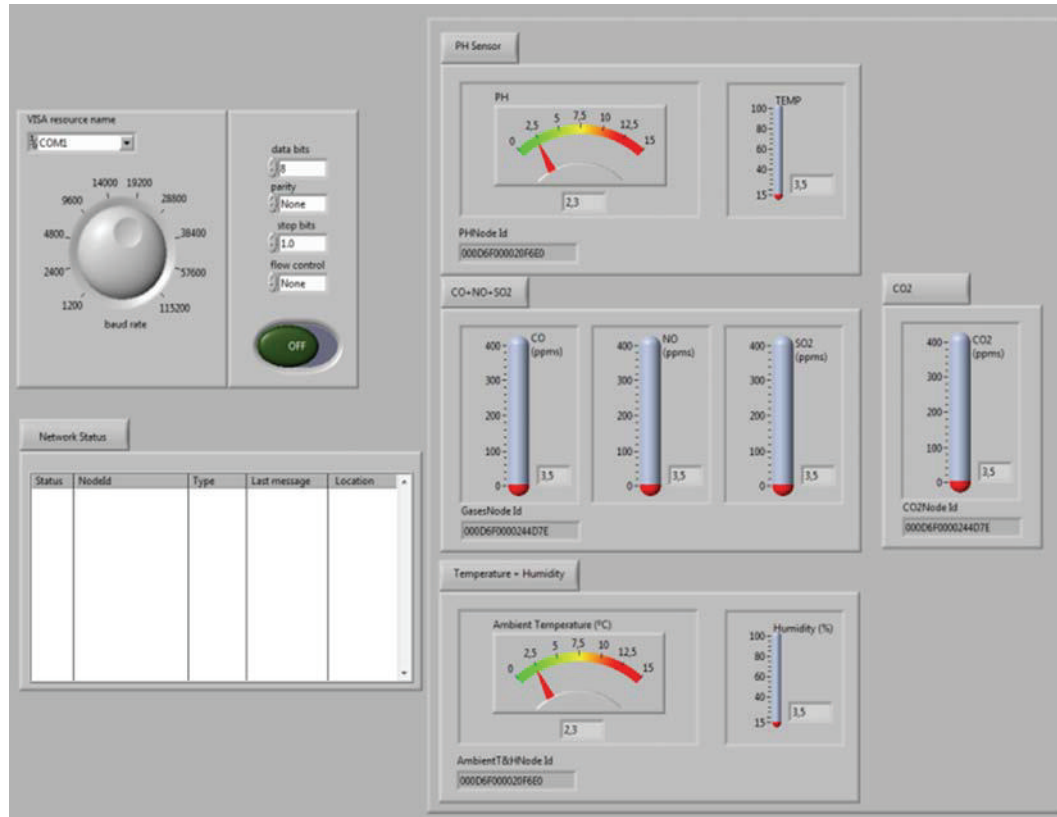 VISA resource name
COM1
14000 19200
9600 28800
4800 38400
2400 57600
1200 115200
baud rate
data bits
8
parity
None
stop bits
1.0
flow control
None
OFF
Network Status
Status NodeId Type Last message Location
PH Sensor
PH
0 2,5 5 7,5 10 12,5 15
2,3
TEMP
100
80
60
40
15
3,5
PHNode Id
000D6F000020F6E0
CO+NO+SO2
CO
(ppms)
400
300
200
100
0
3,5
NO
(ppms)
400
300
200
100
0
3,5
SO2
(ppms)
400
300
200
100
0
3,5
GasesNode Id
000D6F0000244D7E
CO2
CO2
(ppms)
400
300
200
100
0
3,5
CO2Node Id
000D6F0000244D7E
Temperature + Humidity
Ambient Temperature (ºC)
0 2,5 5 7,5 10 12,5 15
2,3
Humidity (%)
100
80
60
40
15
3,5
AmbientT&HNode Id
000D6F000020F6E0